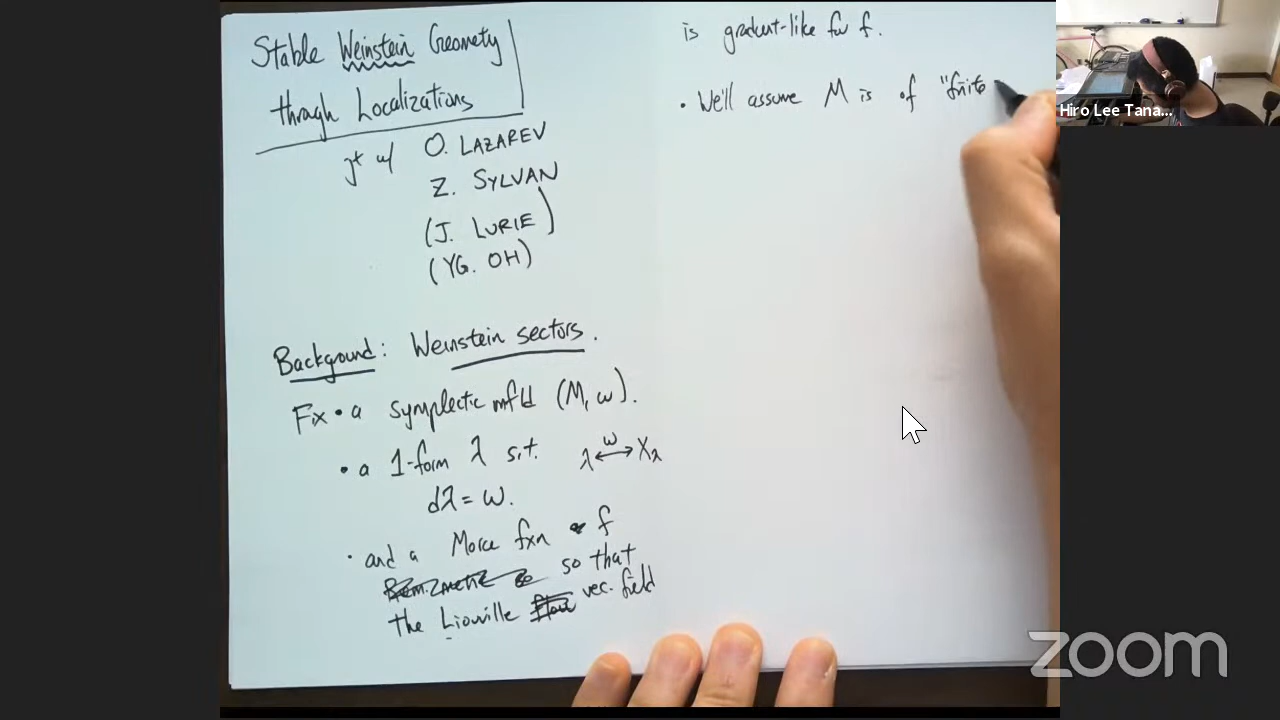 Stable Weinstein Geometry
through Localizations
jt w/ O. LAZAREV
Z. SYLVAN
(J. LURIE)
(YG. OH)
Background: Weinstein sectors.
Fix • a symplectic mfld (M, ω).
• a 1-form λ s.t. λ ↔ X_λ
ω
dλ = ω.
• and a Morse fxn f
so that
the Liouville vec. field
is gradient-like for f.
• We'll assume M is of "finite
Hiro Lee Tana...
zoom